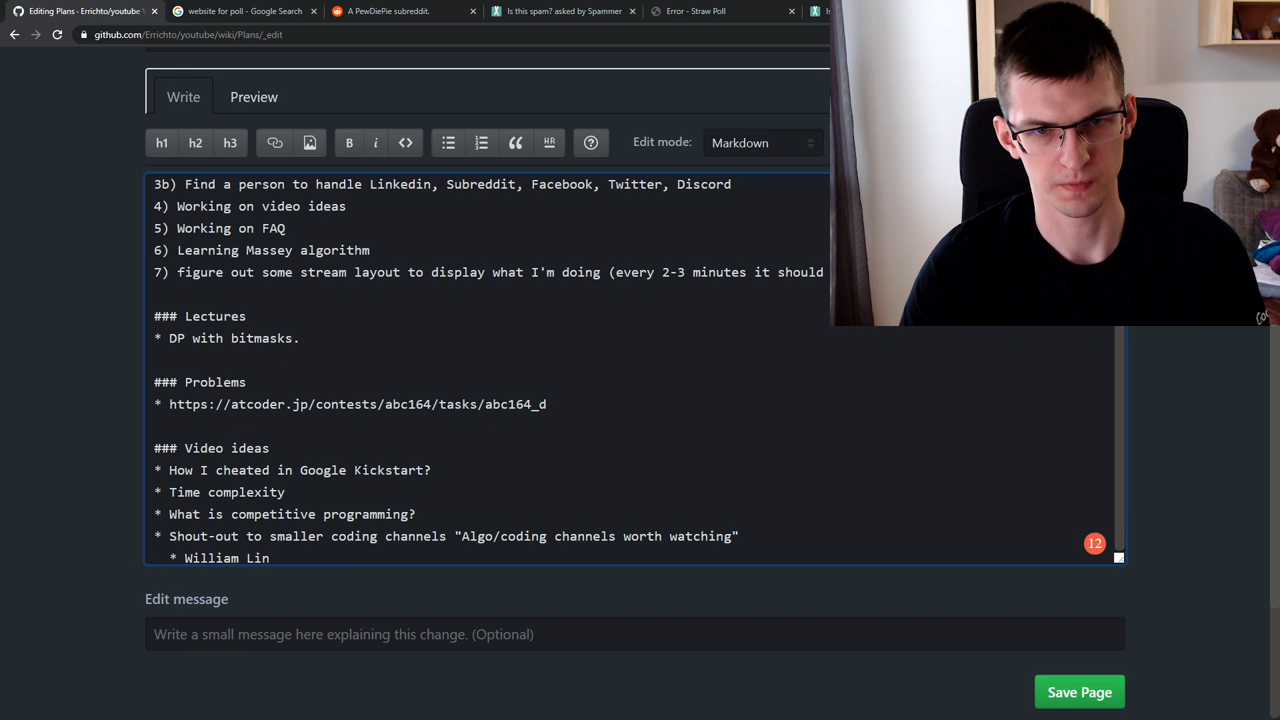 Editing Plans · Errichto/youtube
website for poll - Google Search
A PewDiePie subreddit.
Is this spam? asked by Spammer
Error - Straw Poll
github.com/Errichto/youtube/wiki/Plans/_edit
Write
Preview
h1
h2
h3
B
i
<>
HR
Edit mode:
Markdown
3b) Find a person to handle Linkedin, Subreddit, Facebook, Twitter, Discord
4) Working on video ideas
5) Working on FAQ
6) Learning Massey algorithm
7) figure out some stream layout to display what I'm doing (every 2-3 minutes it should
### Lectures
* DP with bitmasks.
### Problems
* https://atcoder.jp/contests/abc164/tasks/abc164_d
### Video ideas
* How I cheated in Google Kickstart?
* Time complexity
* What is competitive programming?
* Shout-out to smaller coding channels "Algo/coding channels worth watching"
* William Lin
12
Edit message
Write a small message here explaining this change. (Optional)
Save Page